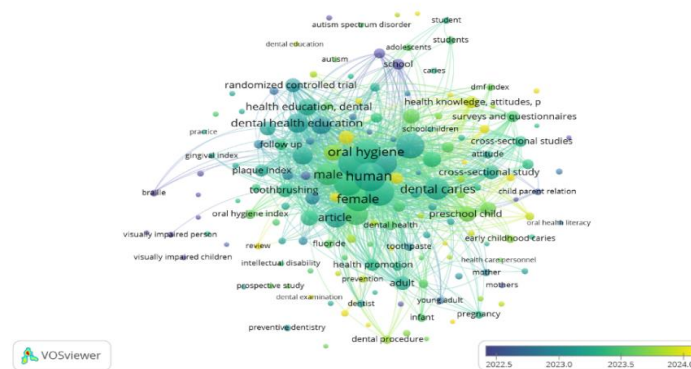 student
autism spectrum disorder
students
dental education
adolescents
autism
school
caries
randomized controlled trial
dmf index
health education, dental
health knowledge, attitudes, p
dental health education
surveys and questionnaires
schoolchildren
practice
follow up
oral hygiene
cross-sectional studies
gingival index
attitude
plaque index
male
human
cross-sectional study
braille
toothbrushing
dental caries
child parent relation
female
oral hygiene index
article
preschool child
dental health
oral health literacy
visually impaired person
review
fluoride
toothpaste
early childhood caries
visually impaired children
intellectual disability
health promotion
health care personnel
mother
prospective study
prevention
adult
mothers
dental examination
dentist
young adult
infant
pregnancy
preventive dentistry
dental procedure
VOSviewer
2022.5 2023.0 2023.5 2024.0